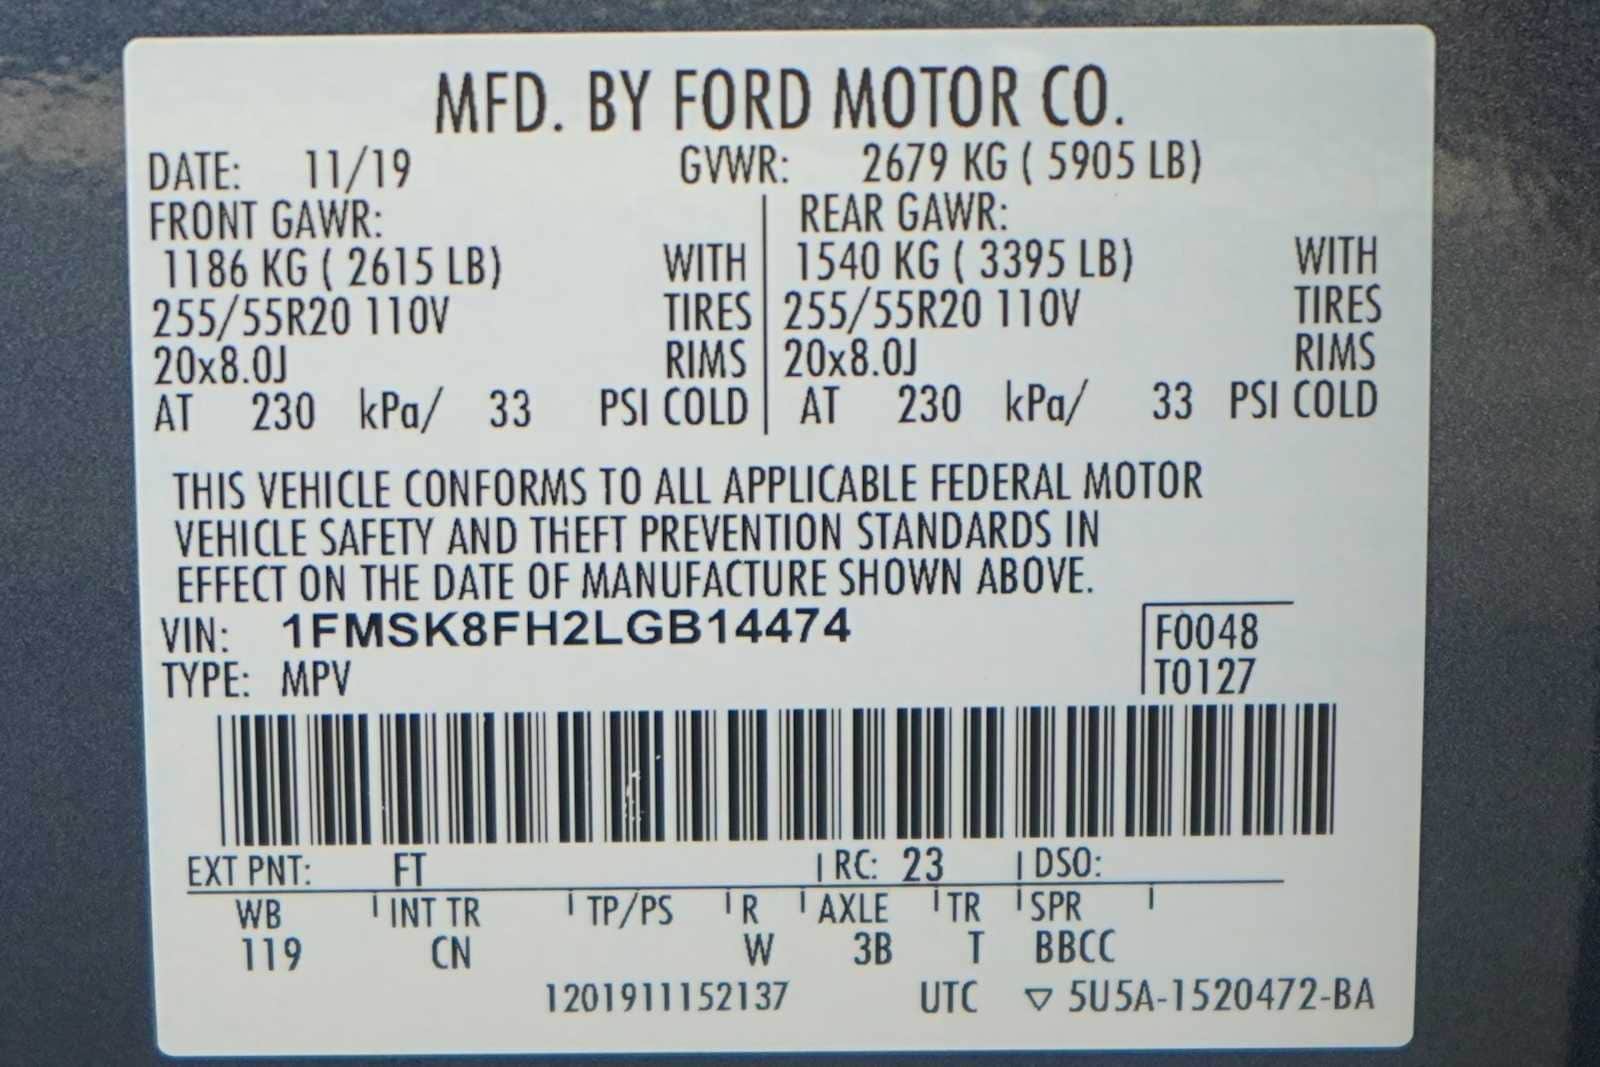 MFD. BY FORD MOTOR CO.
DATE: 11/19 GVWR: 2679 KG ( 5905 LB)
FRONT GAWR: REAR GAWR:
1186 KG ( 2615 LB) WITH 1540 KG ( 3395 LB) WITH
255/55R20 110V TIRES 255/55R20 110V TIRES
20x8.0J RIMS 20x8.0J RIMS
AT 230 kPa/ 33 PSI COLD AT 230 kPa/ 33 PSI COLD
THIS VEHICLE CONFORMS TO ALL APPLICABLE FEDERAL MOTOR
VEHICLE SAFETY AND THEFT PREVENTION STANDARDS IN
EFFECT ON THE DATE OF MANUFACTURE SHOWN ABOVE.
VIN: 1FMSK8FH2LGB14474 F0048
TYPE: MPV T0127
EXT PNT: FT RC: 23 DSO:
WB INT TR TP/PS R AXLE TR SPR
119 CN W 3B T BBCC
1201911152137 UTC ▽ 5U5A-1520472-BA